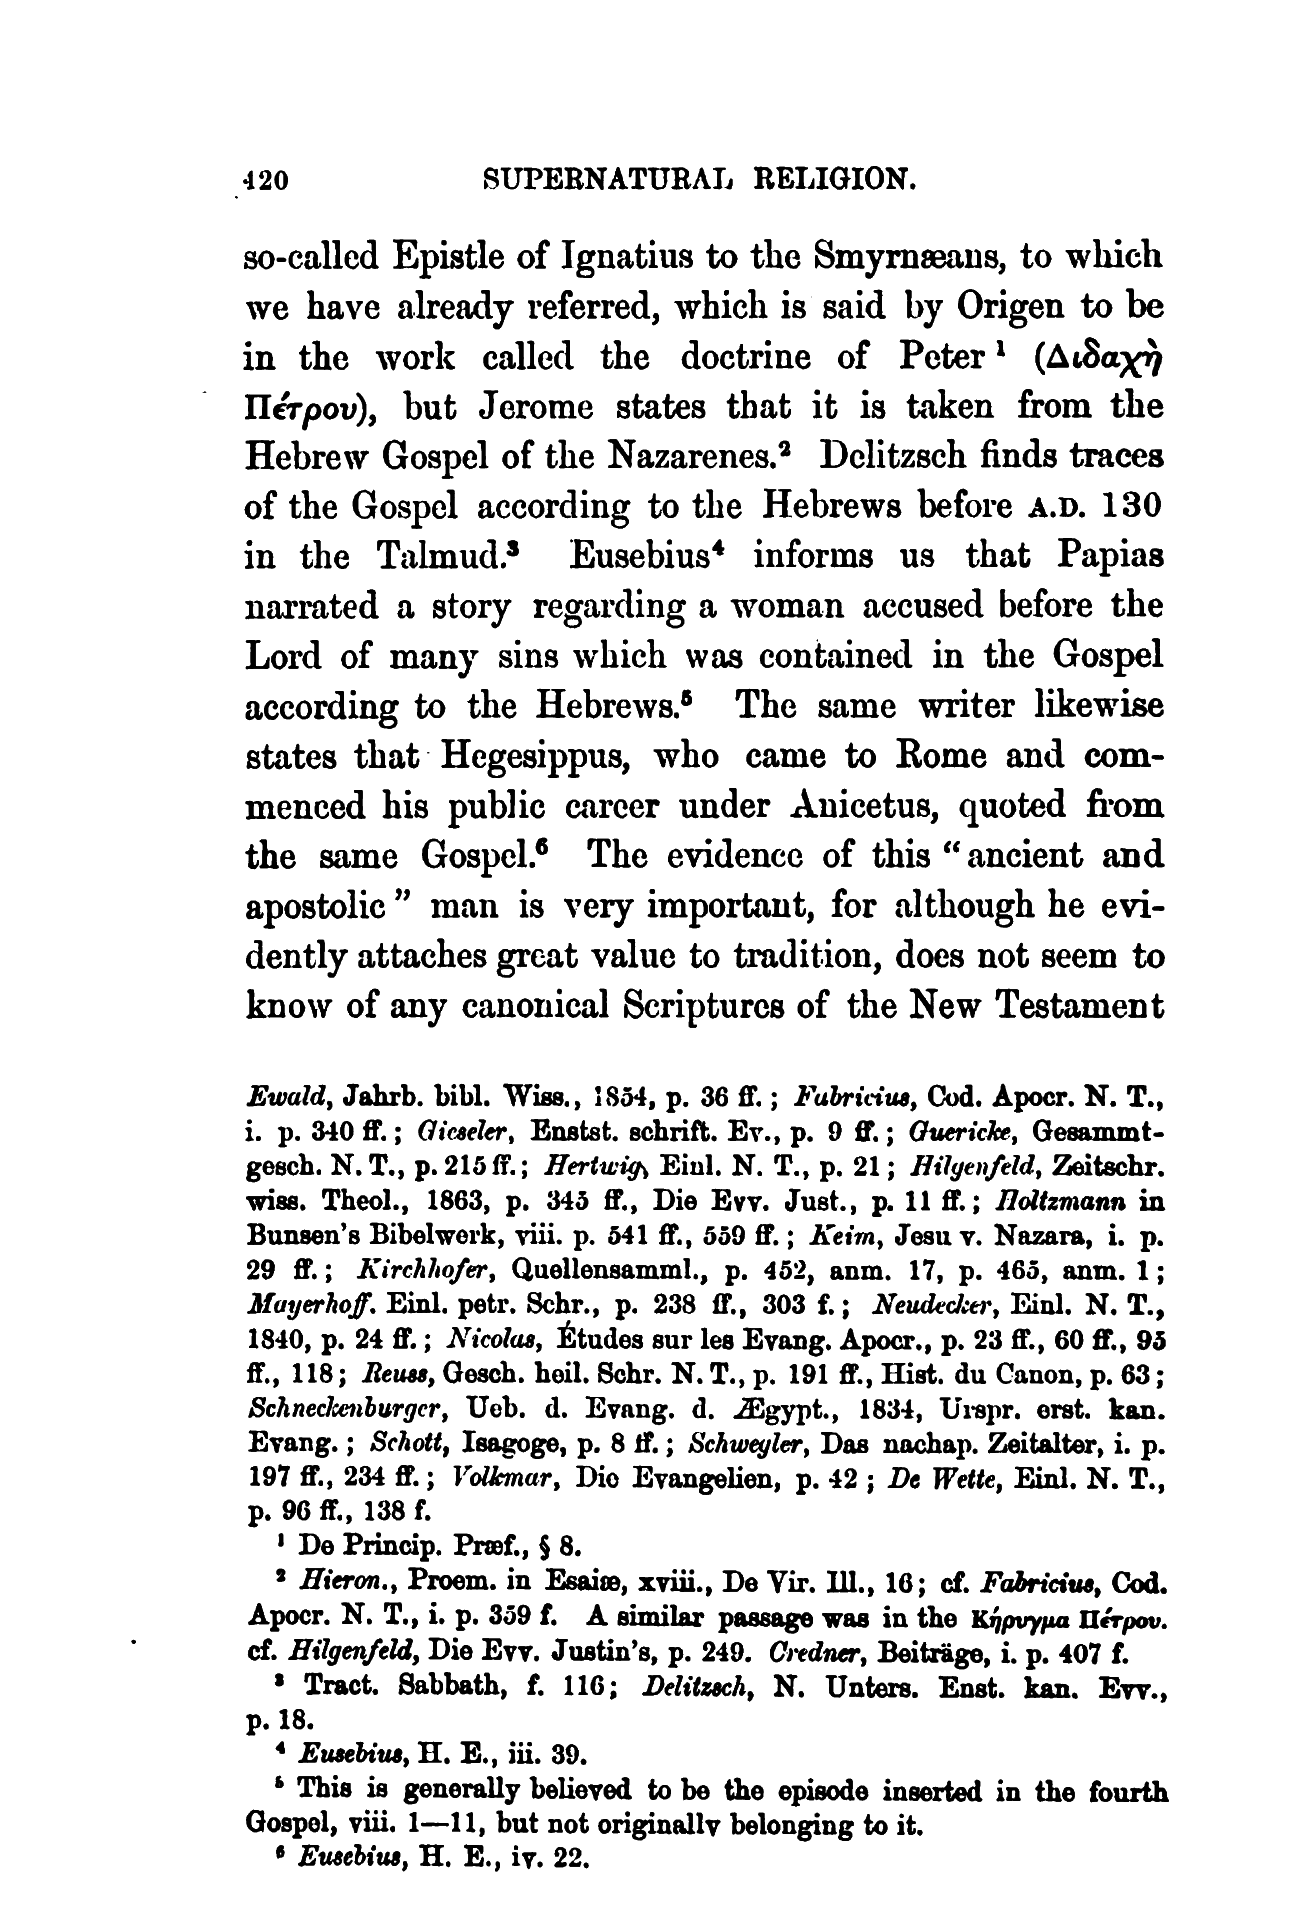 420 SUPERNATURAL RELIGION.
so-called Epistle of Ignatius to the Smyrnæans, to which
we have already referred, which is said by Origen to be
in the work called the doctrine of Peter ¹ (Διδαχὴ
Πέτρου), but Jerome states that it is taken from the
Hebrew Gospel of the Nazarenes.² Delitzsch finds traces
of the Gospel according to the Hebrews before A.D. 130
in the Talmud.³ Eusebius⁴ informs us that Papias
narrated a story regarding a woman accused before the
Lord of many sins which was contained in the Gospel
according to the Hebrews.⁵ The same writer likewise
states that Hegesippus, who came to Rome and com-
menced his public career under Anicetus, quoted from
the same Gospel.⁶ The evidence of this “ancient and
apostolic” man is very important, for although he evi-
dently attaches great value to tradition, does not seem to
know of any canonical Scriptures of the New Testament
Ewald, Jahrb. bibl. Wiss., 1854, p. 36 ff.; Fabricius, Cod. Apocr. N. T.,
i. p. 340 ff.; Gieseler, Enstst. schrift. Ev., p. 9 ff.; Guericke, Gesammt-
gesch. N. T., p. 215 ff.; Hertwig, Einl. N. T., p. 21; Hilgenfeld, Zeitschr.
wiss. Theol., 1863, p. 345 ff., Die Evv. Just., p. 11 ff.; Holtzmann in
Bunsen's Bibelwerk, viii. p. 541 ff., 559 ff.; Keim, Jesu v. Nazara, i. p.
29 ff.; Kirchhofer, Quellensamml., p. 452, anm. 17, p. 465, anm. 1;
Mayerhoff. Einl. petr. Schr., p. 238 ff., 303 f.; Neudecker, Einl. N. T.,
1840, p. 24 ff.; Nicolas, Études sur les Evang. Apocr., p. 23 ff., 60 ff., 95
ff., 118; Reuss, Gesch. heil. Schr. N. T., p. 191 ff., Hist. du Canon, p. 63;
Schneckenburger, Ueb. d. Evang. d. Ægypt., 1834, Urspr. erst. kan.
Evang.; Schott, Isagoge, p. 8 ff.; Schwegler, Das nachap. Zeitalter, i. p.
197 ff., 234 ff.; Volkmar, Die Evangelien, p. 42; De Wette, Einl. N. T.,
p. 96 ff., 138 f.
¹ De Princip. Præf., § 8.
² Hieron., Proem. in Esaiæ, xviii., De Vir. Ill., 16; cf. Fabricius, Cod.
Apocr. N. T., i. p. 359 f. A similar passage was in the Κήρυγμα Πέτρου.
cf. Hilgenfeld, Die Evv. Justin's, p. 249. Credner, Beiträge, i. p. 407 f.
³ Tract. Sabbath, f. 116; Delitzsch, N. Unters. Enst. kan. Evv.,
p. 18.
⁴ Eusebius, H. E., iii. 39.
⁵ This is generally believed to be the episode inserted in the fourth
Gospel, viii. 1—11, but not originally belonging to it.
⁶ Eusebius, H. E., iv. 22.